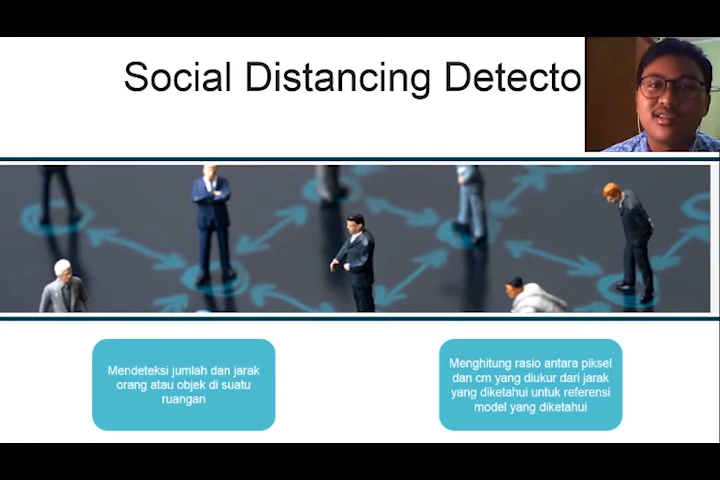 Social Distancing Detecto
Mendeteksi jumlah dan jarak
orang atau objek di suatu
ruangan
Menghitung rasio antara piksel
dan cm yang diukur dari jarak
yang diketahui untuk referensi
model yang diketahui